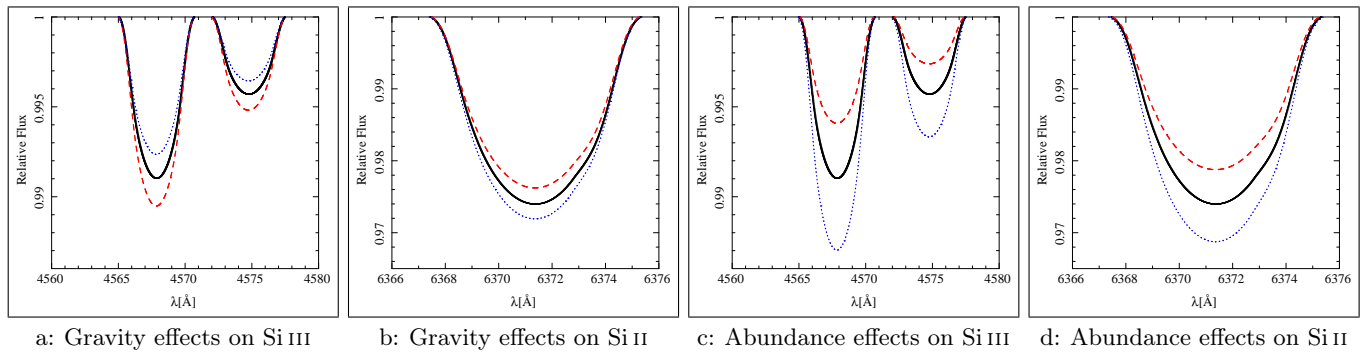 1
0.995
0.99
Relative Flux
4560 4565 4570 4575 4580
λ[Å]
a: Gravity effects on Si III
0.99
0.98
0.97
Relative Flux
6366 6368 6370 6372 6374 6376
λ[Å]
b: Gravity effects on Si II
1
0.995
0.99
Relative Flux
4560 4565 4570 4575 4580
λ[Å]
c: Abundance effects on Si III
0.99
0.98
0.97
Relative Flux
6366 6368 6370 6372 6374 6376
λ[Å]
d: Abundance effects on Si II